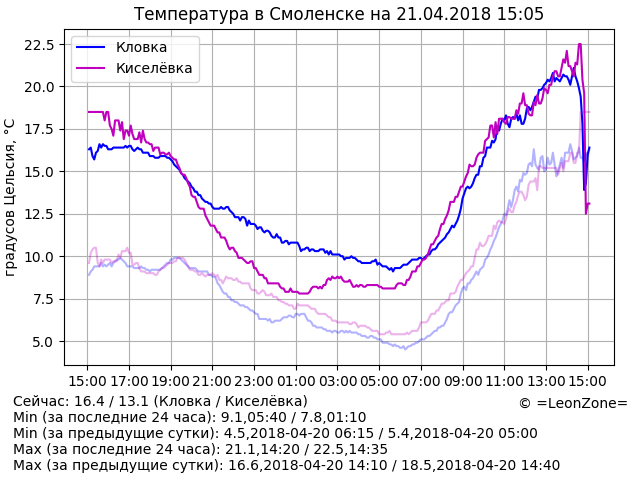 Температура в Смоленске на 21.04.2018 15:05
Кловка
Киселёвка
градусов Цельсия, °C
22.5
20.0
17.5
15.0
12.5
10.0
7.5
5.0
15:00 17:00 19:00 21:00 23:00 01:00 03:00 05:00 07:00 09:00 11:00 13:00 15:00
Сейчас: 16.4 / 13.1 (Кловка / Киселёвка)
© =LeonZone=
Min (за последние 24 часа): 9.1,05:40 / 7.8,01:10
Min (за предыдущие сутки): 4.5,2018-04-20 06:15 / 5.4,2018-04-20 05:00
Max (за последние 24 часа): 21.1,14:20 / 22.5,14:35
Max (за предыдущие сутки): 16.6,2018-04-20 14:10 / 18.5,2018-04-20 14:40